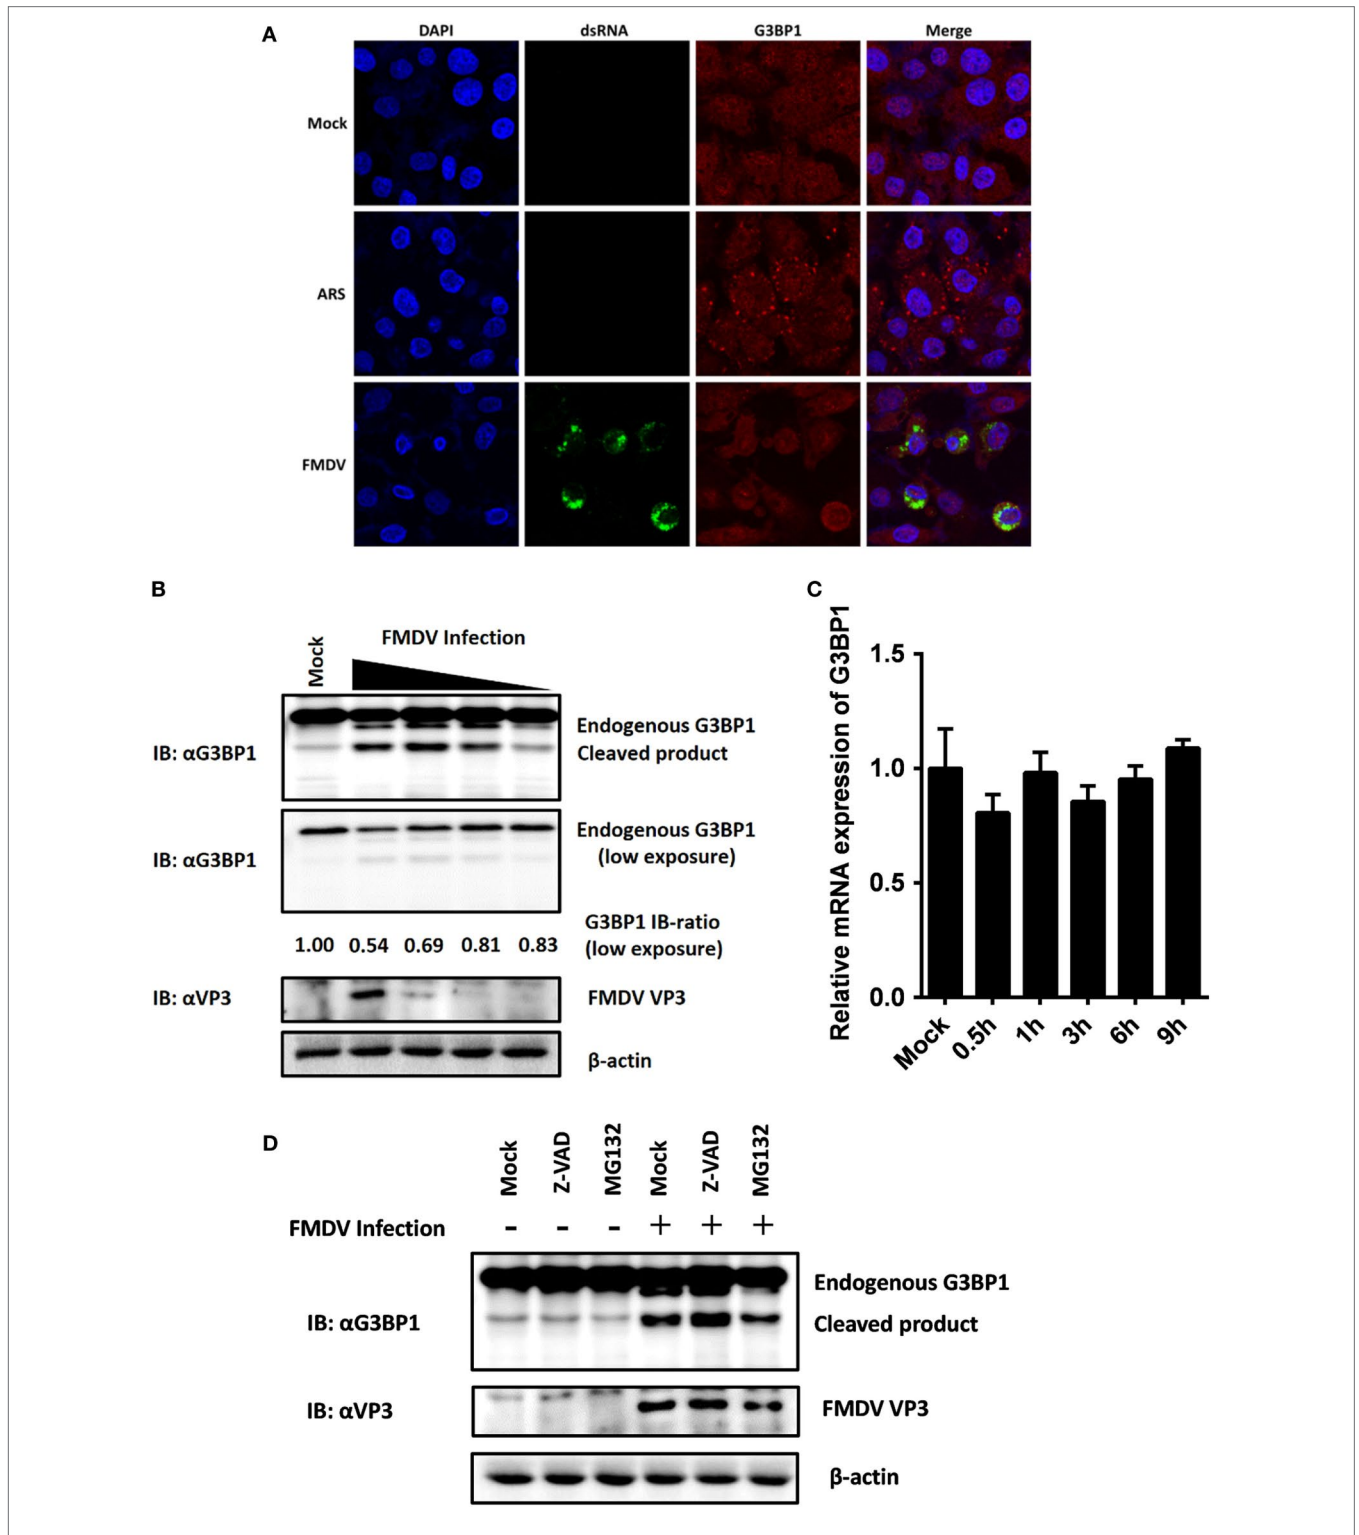 A
DAPI dsRNA G3BP1 Merge
Mock
ARS
FMDV
B
Mock
FMDV Infection
IB: αG3BP1
Endogenous G3BP1
Cleaved product
IB: αG3BP1
Endogenous G3BP1
(low exposure)
1.00 0.54 0.69 0.81 0.83
G3BP1 IB-ratio
(low exposure)
IB: αVP3
FMDV VP3
β-actin
C
Relative mRNA expression of G3BP1
1.5
1.0
0.5
0.0
Mock 0.5h 1h 3h 6h 9h
D
Mock Z-VAD MG132 Mock Z-VAD MG132
FMDV Infection - - - + + +
IB: αG3BP1
Endogenous G3BP1
Cleaved product
IB: αVP3
FMDV VP3
β-actin